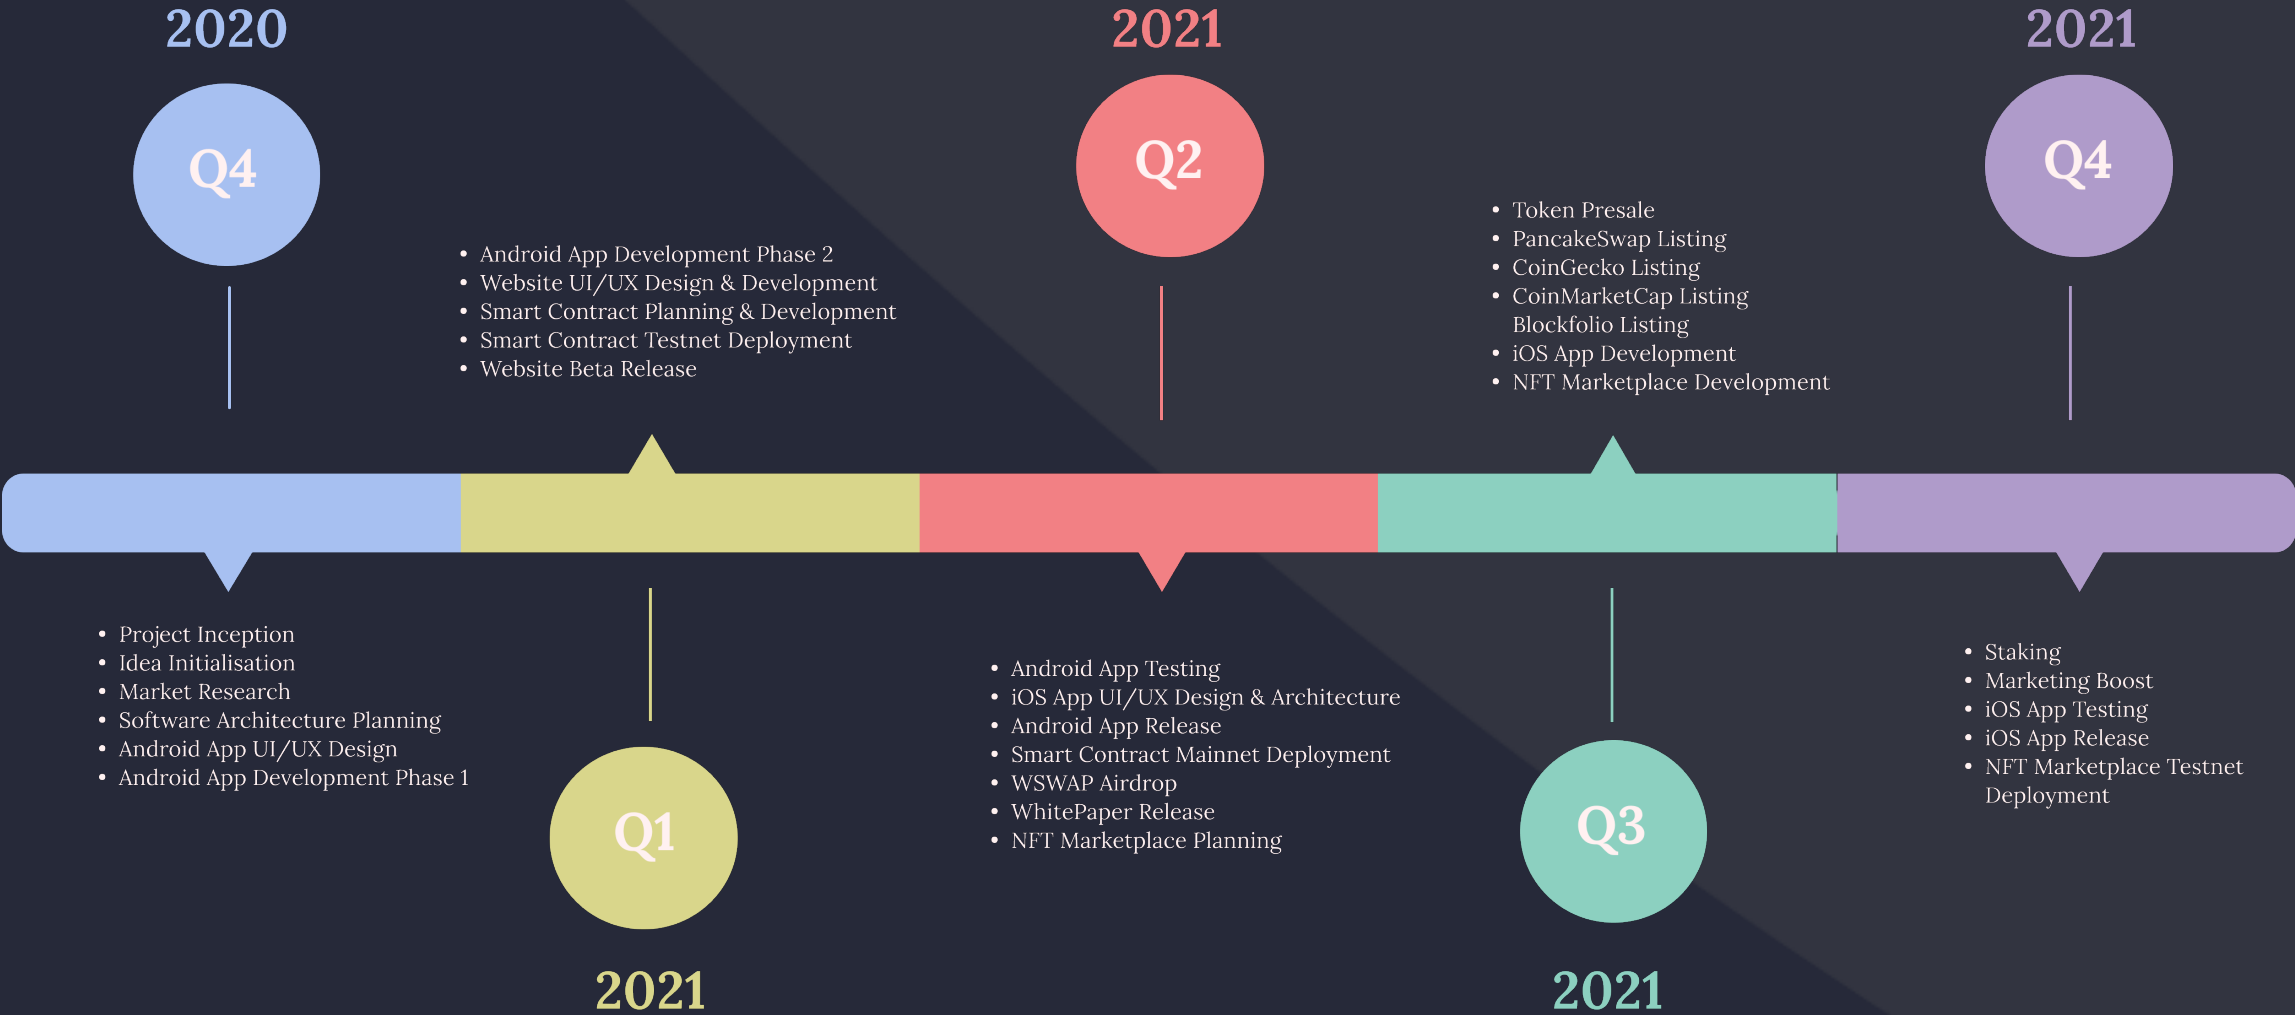 2020
Q4
• Project Inception
• Idea Initialisation
• Market Research
• Software Architecture Planning
• Android App UI/UX Design
• Android App Development Phase 1
• Android App Development Phase 2
• Website UI/UX Design & Development
• Smart Contract Planning & Development
• Smart Contract Testnet Deployment
• Website Beta Release
Q1
2021
2021
Q2
• Android App Testing
• iOS App UI/UX Design & Architecture
• Android App Release
• Smart Contract Mainnet Deployment
• WSWAP Airdrop
• WhitePaper Release
• NFT Marketplace Planning
• Token Presale
• PancakeSwap Listing
• CoinGecko Listing
• CoinMarketCap Listing
Blockfolio Listing
• iOS App Development
• NFT Marketplace Development
Q3
2021
2021
Q4
• Staking
• Marketing Boost
• iOS App Testing
• iOS App Release
• NFT Marketplace Testnet
Deployment